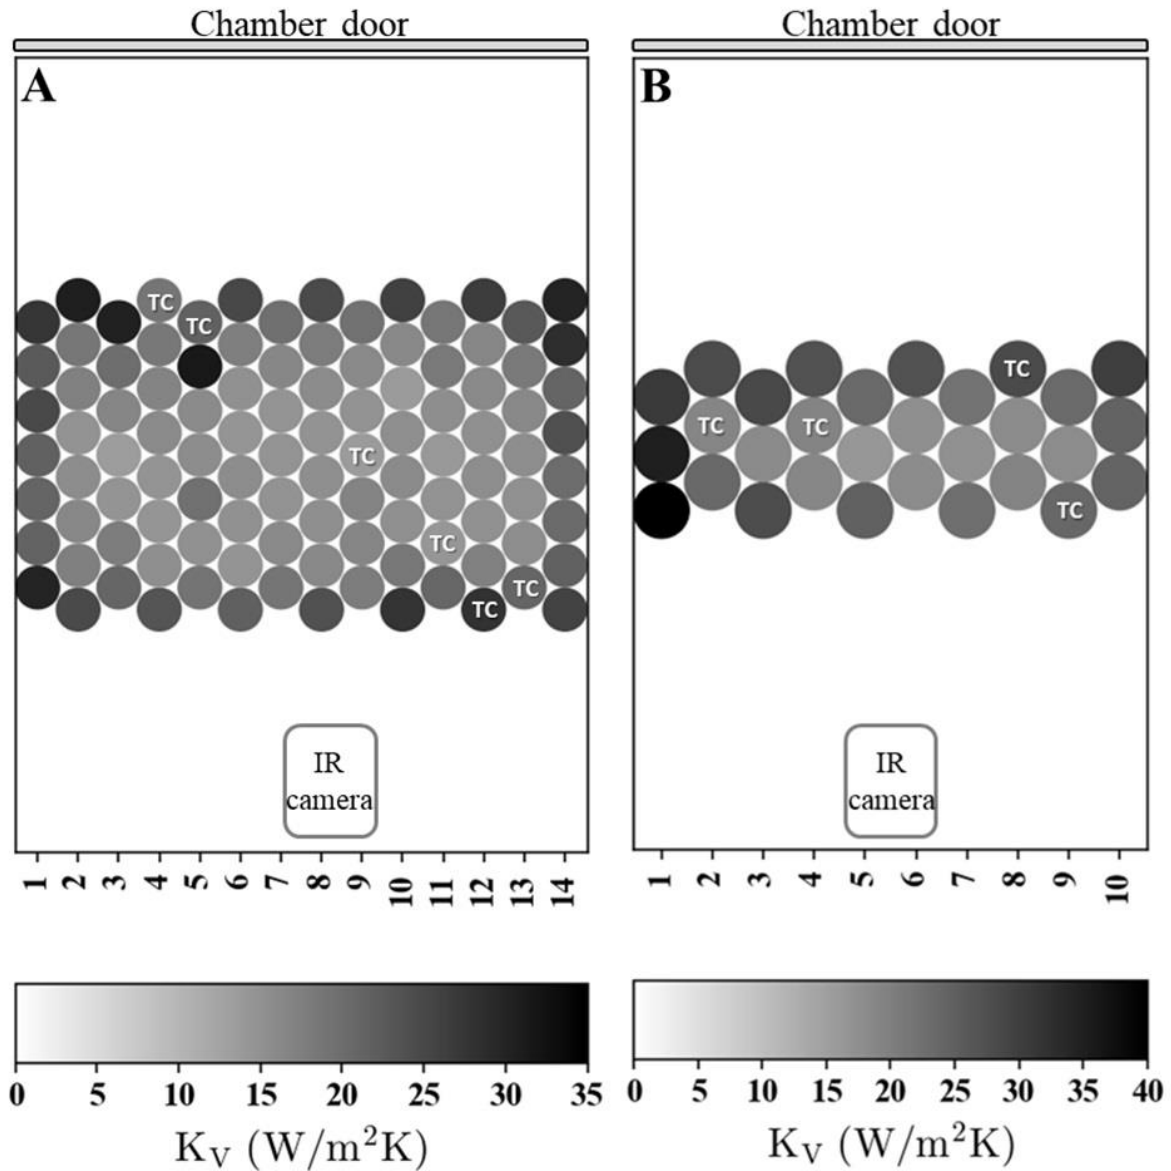 Chamber door
A
TC
TC
TC
TC
TC
TC
IR
camera
1 2 3 4 5 6 7 8 9 10 11 12 13 14
0 5 10 15 20 25 30 35
K_V (W/m²K)
Chamber door
B
TC
TC TC
TC
IR
camera
1 2 3 4 5 6 7 8 9 10
0 5 10 15 20 25 30 35 40
K_V (W/m²K)